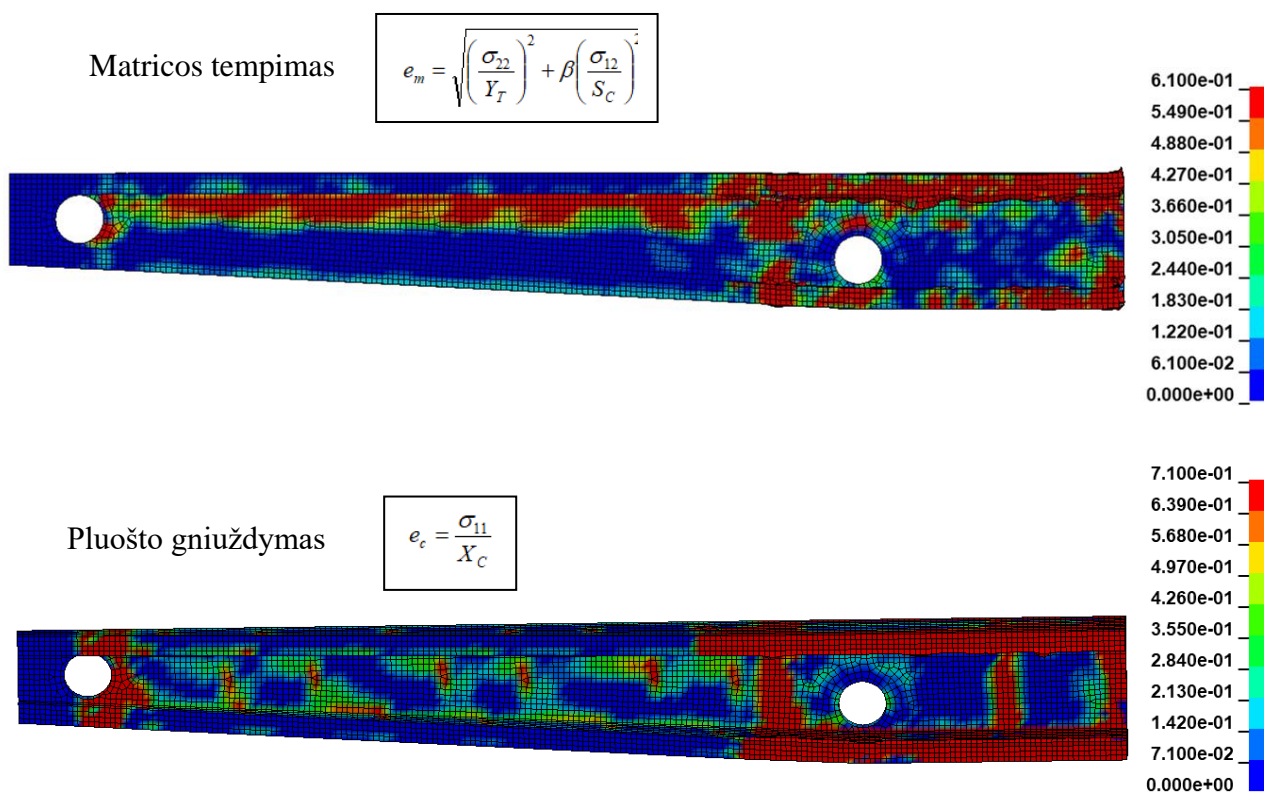 Matricos tempimas
e_m = √((σ₂₂/Y_T)² + β(σ₁₂/S_C)²)
6.100e-01
5.490e-01
4.880e-01
4.270e-01
3.660e-01
3.050e-01
2.440e-01
1.830e-01
1.220e-01
6.100e-02
0.000e+00
Pluošto gniuždymas
e_c = σ₁₁/X_C
7.100e-01
6.390e-01
5.680e-01
4.970e-01
4.260e-01
3.550e-01
2.840e-01
2.130e-01
1.420e-01
7.100e-02
0.000e+00